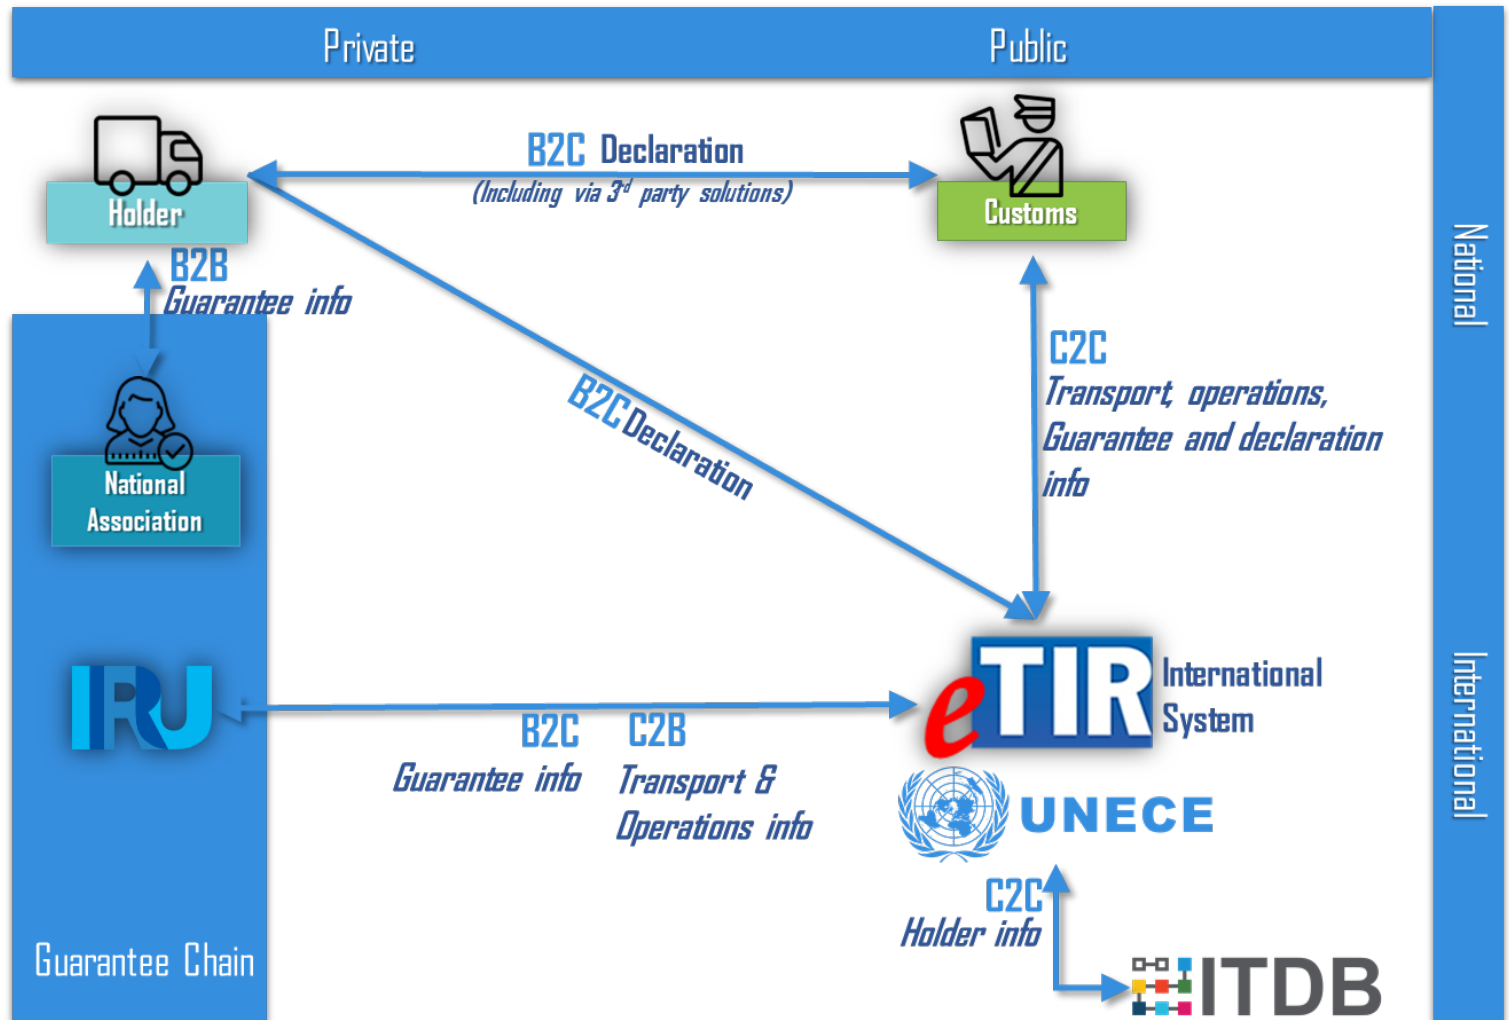 Private
Public
National
International
B2C Declaration
(Including via 3rd party solutions)
Holder
Customs
B2B
Guarantee info
C2C
Transport, operations,
Guarantee and declaration
info
B2C Declaration
National
Association
IRU
eTIR
International
System
B2C
C2B
Guarantee info
Transport &
Operations info
UNECE
C2C
Holder info
Guarantee Chain
ITDB